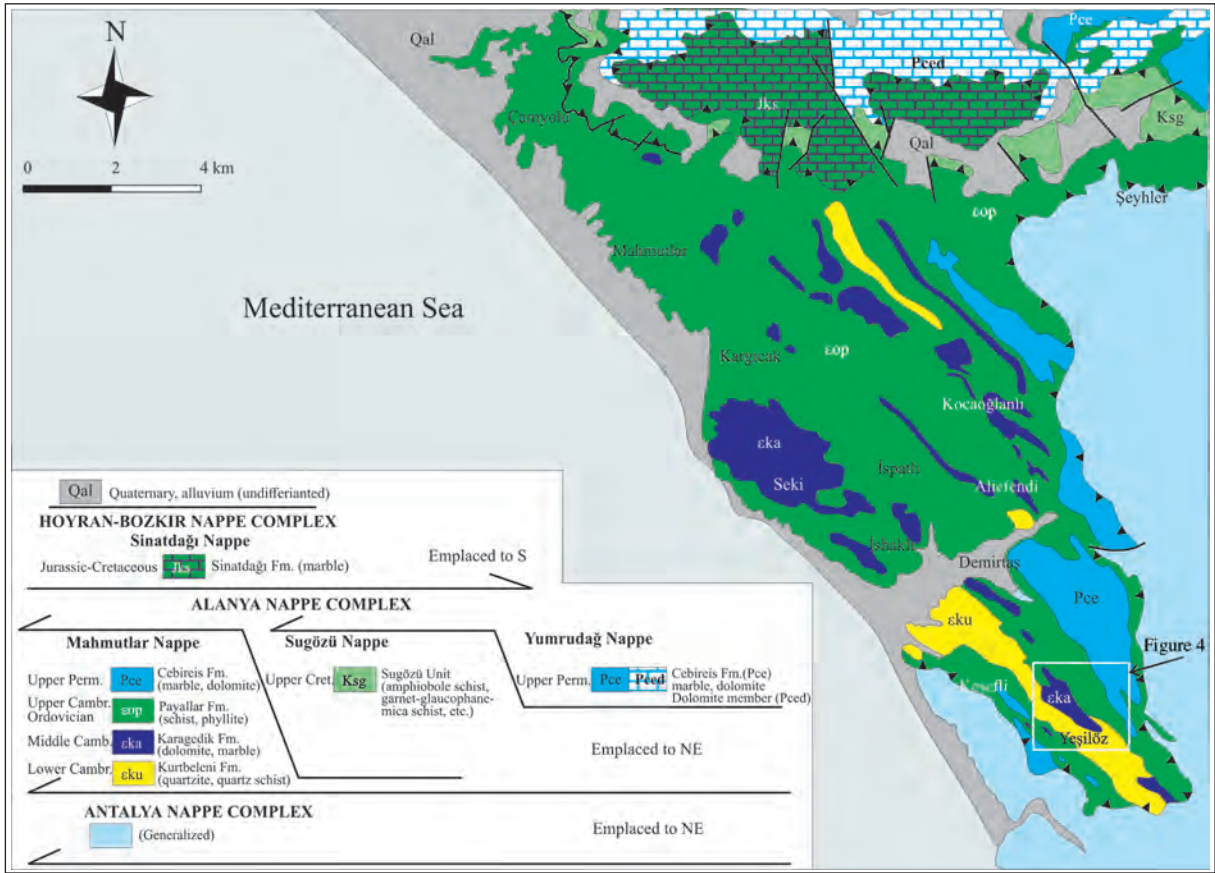 N
0 2 4 km
Mediterranean Sea
Qal
Çamyolu
Jks
Pced
Pce
Ksg
Qal
Şeyhler
εop
Mahmutlar
εop
Kargıcak
Kocaoğlanlı
εka
Seki
İspatlı
Aliefendi
İshaklı
Demirtaş
εku
Pce
Figure 4
εka
Yeşilöz
Qal Quaternary, alluvium (undifferianted)
HOYRAN-BOZKIR NAPPE COMPLEX
Sinatdağı Nappe
Jurassic-Cretaceous Jks Sinatdağı Fm. (marble)
Emplaced to S
ALANYA NAPPE COMPLEX
Mahmutlar Nappe
Upper Perm. Pce Cebireis Fm.
(marble, dolomite)
Upper Cambr.
Ordovician
εop Payallar Fm.
(schist, phyllite)
Middle Camb. εka Karagedik Fm.
(dolomite, marble)
Lower Cambr. εku Kurtbeleni Fm.
(quartzite, quartz schist)
Sugözü Nappe
Upper Cret. Ksg Sugözü Unit
(amphiobole schist,
garnet-glaucophane-
mica schist, etc.)
Yumrudağ Nappe
Upper Perm. Pce Pced Cebireis Fm.(Pce)
marble, dolomite
Dolomite member (Pced)
Emplaced to NE
ANTALYA NAPPE COMPLEX
(Generalized)
Emplaced to NE